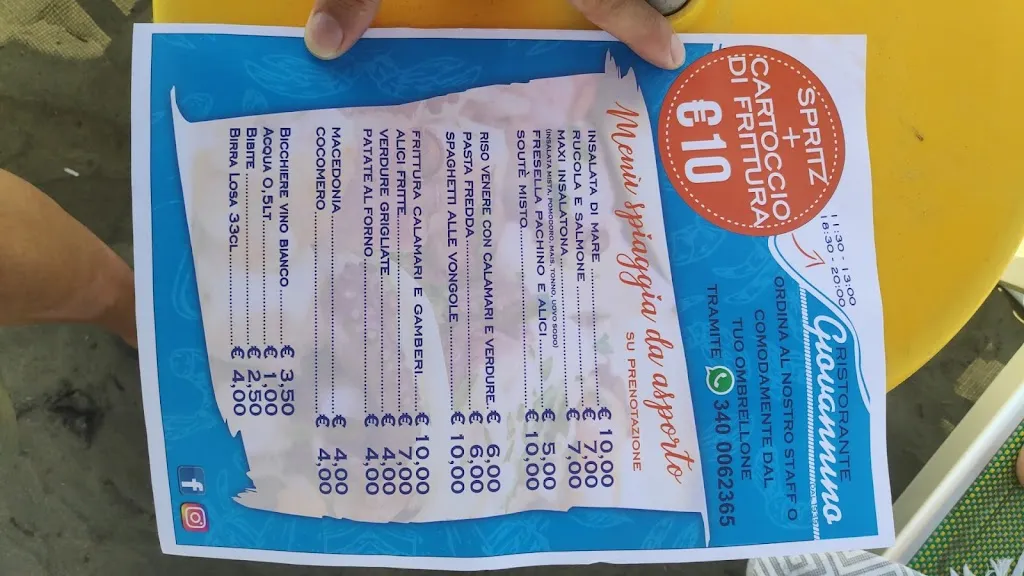 SPRITZ
+
CARTOCCIO
DI FRITTURA
€ 10
11:30 - 13:00
18:30 - 20:00
RISTORANTE
Giovannino
ORDINA AL NOSTRO STAFF O
COMODAMENTE DAL
TUO OMBRELLONE
TRAMITE 340 0062365
Menù spiaggia da asporto
SU PRENOTAZIONE
INSALATA DI MARE ........ € 10,00
RUCOLA E SALMONE ........ € 7,00
MAXI INSALATONA ........ € 7,00
(INSALATA MISTA, POMODORO, MAIS, TONNO, UOVO SODO)
FRESELLA PACHINO E ALICI ........ € 5,00
SOUITÈ MISTO ........ € 10,00
RISO VENERE CON CALAMARI E VERDURE. € 6,00
PASTA FREDDA ........ € 6,00
SPAGHETTI ALLE VONGOLE ........ € 10,00
FRITTURA CALAMARI E GAMBERI ........ € 10,00
ALICI FRITTE ........ € 7,00
VERDURE GRIGLIATE ........ € 4,00
PATATE AL FORNO ........ € 4,00
MACEDONIA ........ € 4,00
COCOMERO ........ € 4,00
BICCHIERE VINO BIANCO ........ € 3,50
ACQUA 0,5LT. ........ € 1,00
BIBITE ........ € 2,50
BIRRA LOSA 33CL. ........ € 4,00